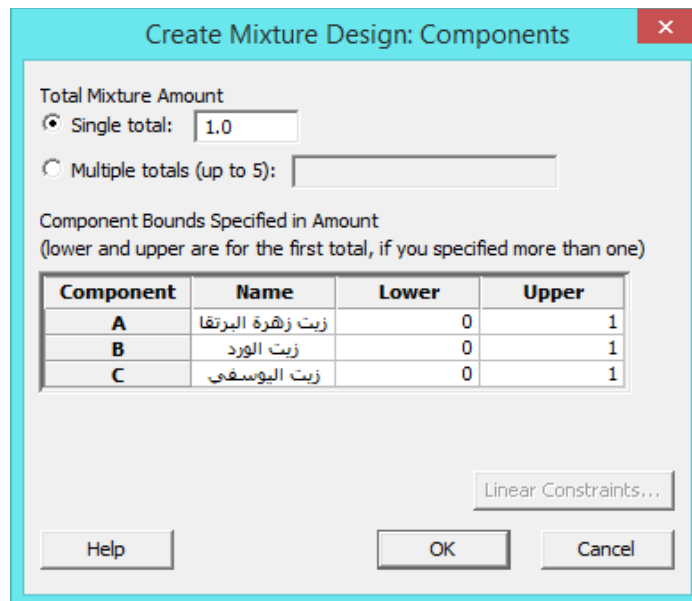 Create Mixture Design: Components
Total Mixture Amount
Single total: 1.0
Multiple totals (up to 5):
Component Bounds Specified in Amount
(lower and upper are for the first total, if you specified more than one)
Component Name Lower Upper
A زيت زهرة البرتقا 0 1
B زيت الورد 0 1
C زيت اليوسفي 0 1
Linear Constraints...
Help OK Cancel